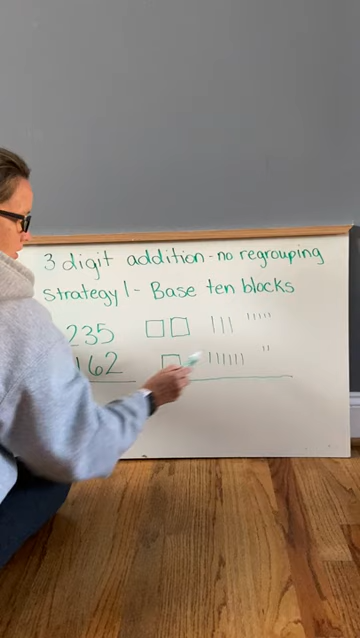 3 digit addition - no regrouping
strategy 1 - Base ten blocks
235
162